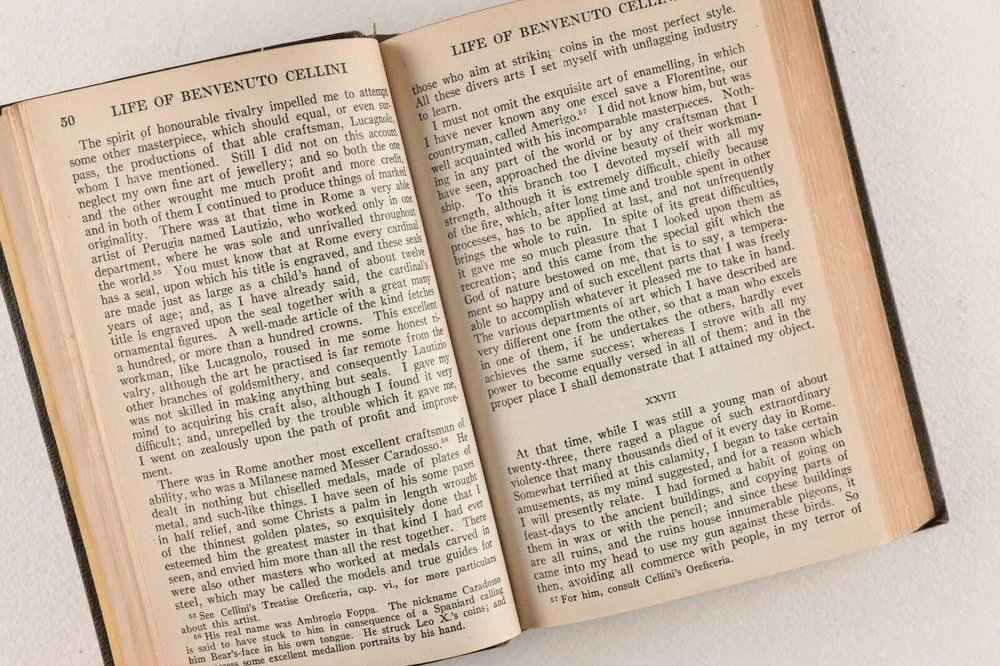 50
LIFE OF BENVENUTO CELLINI
The spirit of honourable rivalry impelled me to attempt
some other masterpiece, which should equal, or even sur-
pass, the productions of that able craftsman, Lucagnolo,
whom I have mentioned. Still I did not on this account
neglect my own fine art of jewellery; and so both the one
and the other wrought me much profit and more credit,
and in both of them I continued to produce things of marked
originality. There was at that time in Rome a very able
artist of Perugia named Lautizio, who worked only in one
department, where he was sole and unrivalled throughout
the world.⁵⁵ You must know that at Rome every cardinal
has a seal, upon which his title is engraved, and these seals
are made just as large as a child's hand of about twelve
years of age; and, as I have already said, the cardinal's
title is engraved upon the seal together with a great many
ornamental figures. A well-made article of the kind fetches
a hundred, or more than a hundred crowns. This excellent
workman, like Lucagnolo, roused in me some honest ri-
valry, although the art he practised is far remote from the
other branches of goldsmithery, and consequently Lautizio
was not skilled in making anything but seals. I gave my
mind to acquiring his craft also, although I found it very
difficult; and, unrepelled by the trouble which it gave me,
I went on zealously upon the path of profit and improve-
ment.
There was in Rome another most excellent craftsman of
ability, who was a Milanese named Messer Caradosso.⁵⁶ He
dealt in nothing but chiselled medals, made of plates of
metal, and such-like things. I have seen of his some paxes
in half relief, and some Christs a palm in length wrought
of the thinnest golden plates, so exquisitely done that I
esteemed him the greatest master in that kind I had ever
seen, and envied him more than all the rest together. There
were also other masters who worked at medals carved in
steel, which may be called the models and true guides for
⁵⁵ See Cellini's Treatise Oreficeria, cap. vi., for more particulars
about this artist.
⁵⁶ His real name was Ambrogio Foppa. The nickname Caradosso
is said to have stuck to him in consequence of a Spaniard calling
him Bear's-face in his own tongue. He struck Leo X.'s coins; and
some excellent medallion portraits by his hand.
LIFE OF BENVENUTO CELLINI
those who aim at striking coins in the most perfect style.
All these divers arts I set myself with unflagging industry
to learn.
I must not omit the exquisite art of enamelling, in which
I have never known any one excel save a Florentine, our
countryman, called Amerigo.⁵⁷ I did not know him, but was
well acquainted with his incomparable masterpieces. Noth-
ing in any part of the world or by any craftsman that I
have seen, approached the divine beauty of their workman-
ship. To this branch too I devoted myself with all my
strength, although it is extremely difficult, chiefly because
of the fire, which, after long time and trouble spent in other
processes, has to be applied at last, and not unfrequently
brings the whole to ruin. In spite of its great difficulties,
it gave me so much pleasure that I looked upon them as
recreation; and this came from the special gift which the
God of nature bestowed on me, that is to say, a tempera-
ment so happy and of such excellent parts that I was freely
able to accomplish whatever it pleased me to take in hand.
The various departments of art which I have described are
very different one from the other, so that a man who excels
in one of them, if he undertakes the others, hardly ever
achieves the same success; whereas I strove with all my
power to become equally versed in all of them: and in the
proper place I shall demonstrate that I attained my object.
XXVII
At that time, while I was still a young man of about
twenty-three, there raged a plague of such extraordinary
violence that many thousands died of it every day in Rome.
Somewhat terrified at this calamity, I began to take certain
amusements, as my mind suggested, and for a reason which
I will presently relate. I had formed a habit of going on
feast-days to the ancient buildings, and copying parts of
them in wax or with the pencil; and since these buildings
are all ruins, and the ruins house innumerable pigeons, it
came into my head to use my gun against these birds. So
then, avoiding all commerce with people, in my terror of
⁵⁷ For him, consult Cellini's Oreficeria.